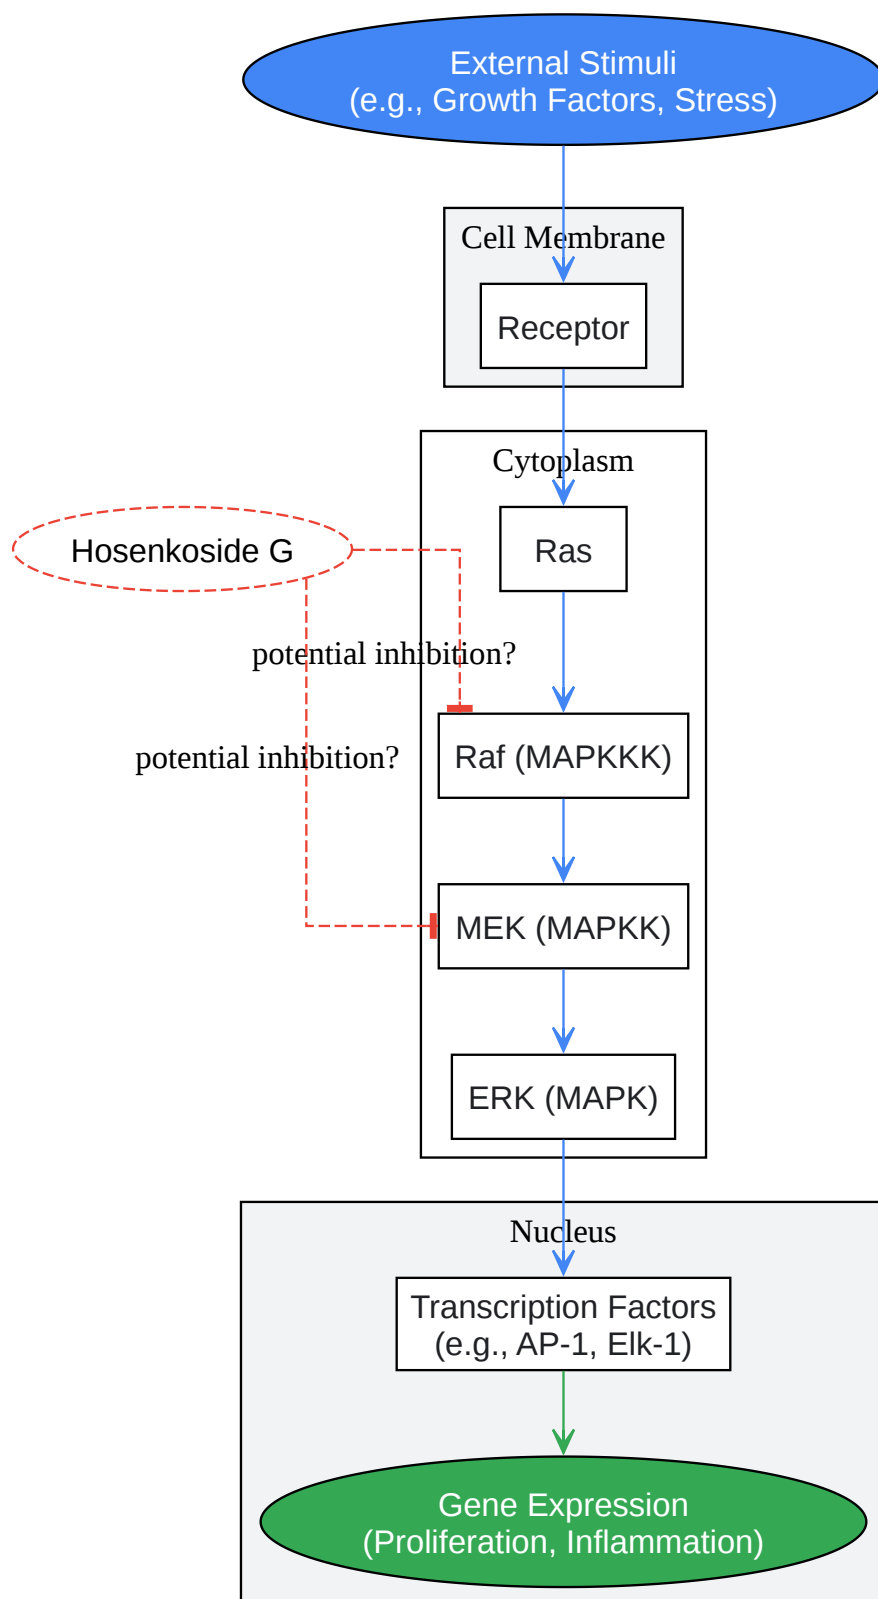 External Stimuli
(e.g., Growth Factors, Stress)
Cell Membrane
Receptor
Cytoplasm
Hosenkoside G
Ras
potential inhibition?
Raf (MAPKKK)
potential inhibition?
MEK (MAPKK)
ERK (MAPK)
Nucleus
Transcription Factors
(e.g., AP-1, Elk-1)
Gene Expression
(Proliferation, Inflammation)